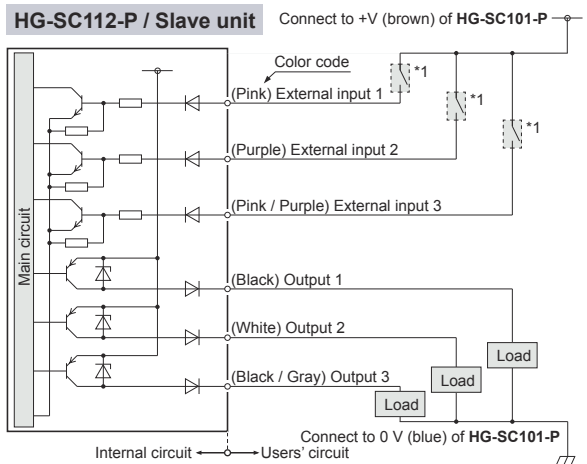 HG-SC112-P / Slave unit
Connect to +V (brown) of HG-SC101-P
Color code
*1
(Pink) External input 1
*1
*1
(Purple) External input 2
(Pink / Purple) External input 3
Main circuit
(Black) Output 1
(White) Output 2
Load
Load
(Black / Gray) Output 3
Load
Connect to 0 V (blue) of HG-SC101-P
Internal circuit
Users' circuit